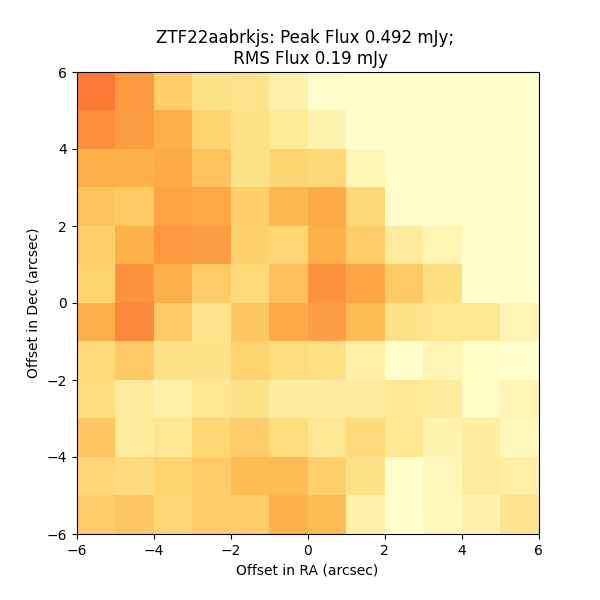 ZTF22aabrkjs: Peak Flux 0.492 mJy;
RMS Flux 0.19 mJy
6
4
2
0
−2
−4
−6
Offset in Dec (arcsec)
−6 −4 −2 0 2 4 6
Offset in RA (arcsec)